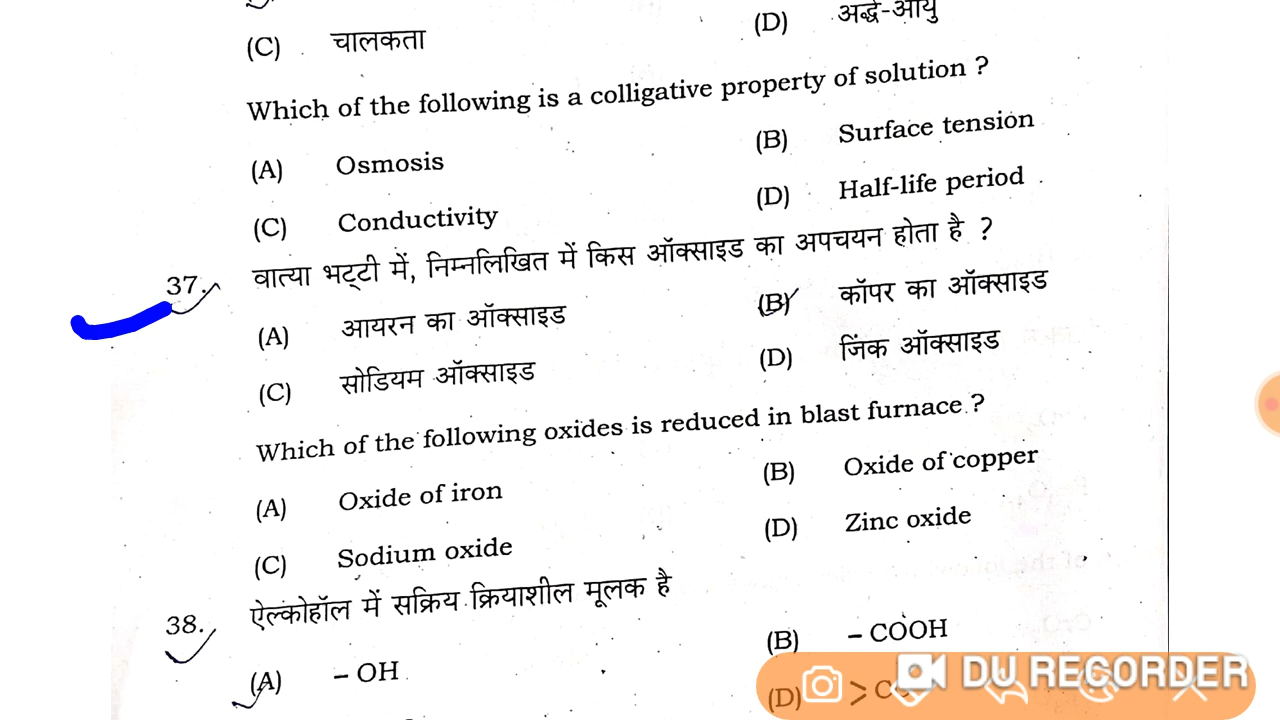 (C) चालकता (D) अर्द्ध-आयु
Which of the following is a colligative property of solution ?
(A) Osmosis (B) Surface tension
(C) Conductivity (D) Half-life period
37. वात्या भट्टी में, निम्नलिखित में किस ऑक्साइड का अपचयन होता है ?
(A) आयरन का ऑक्साइड (B) कॉपर का ऑक्साइड
(C) सोडियम ऑक्साइड (D) जिंक ऑक्साइड
Which of the following oxides is reduced in blast furnace ?
(A) Oxide of iron (B) Oxide of copper
(C) Sodium oxide (D) Zinc oxide
38. ऐल्कोहॉल में सक्रिय क्रियाशील मूलक है
(A) – OH (B) – COOH
(D)
DU RECORDER